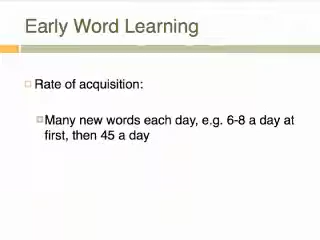 Early Word Learning
Rate of acquisition:
Many new words each day, e.g. 6-8 a day at
first, then 45 a day